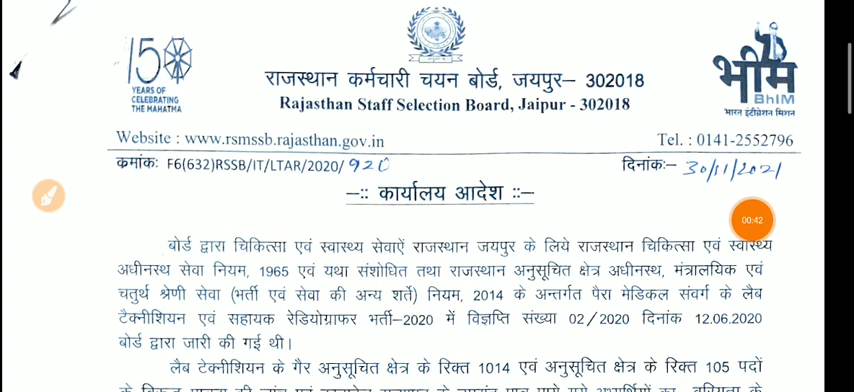 150
YEARS OF
CELEBRATING
THE MAHATMA
राजस्थान कर्मचारी चयन बोर्ड, जयपुर– 302018
Rajasthan Staff Selection Board, Jaipur - 302018
भीम
BHIM
भारत इंटीग्रेशन मिशन
Website : www.rsmssb.rajasthan.gov.in
Tel. : 0141-2552796
क्रमांकः F6(632)RSSB/IT/LTAR/2020/920
दिनांकः– 30/11/2021
–:: कार्यालय आदेश ::–
00:42
बोर्ड द्वारा चिकित्सा एवं स्वास्थ्य सेवाऐं राजस्थान जयपुर के लिये राजस्थान चिकित्सा एवं स्वास्थ्य
अधीनस्थ सेवा नियम, 1965 एवं यथा संशोधित तथा राजस्थान अनुसूचित क्षेत्र अधीनस्थ, मंत्रालयिक एवं
चतुर्थ श्रेणी सेवा (भर्ती एवं सेवा की अन्य शर्ते) नियम, 2014 के अन्तर्गत पैरा मेडिकल संवर्ग के लैब
टैक्नीशियन एवं सहायक रेडियोग्राफर भर्ती–2020 में विज्ञप्ति संख्या 02/2020 दिनांक 12.06.2020
बोर्ड द्वारा जारी की गई थी।
लैब टेक्नीशियन के गैर अनुसूचित क्षेत्र के रिक्त 1014 एवं अनुसूचित क्षेत्र के रिक्त 105 पदों